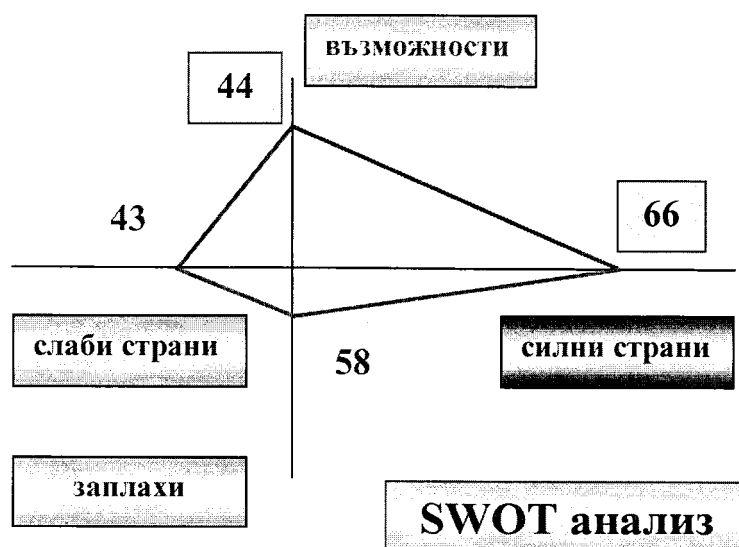 възможности
44
43
66
слаби страни
58
силни страни
заплахи
SWOT анализ